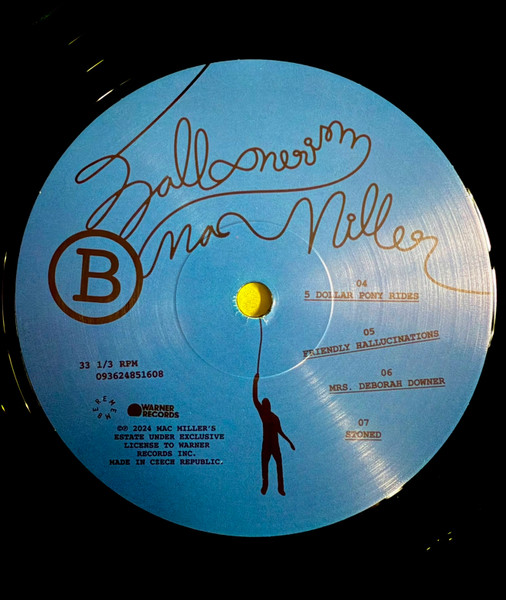 Balloonerism
Mac Miller
B
04
5 DOLLAR PONY RIDES
05
FRIENDLY HALLUCINATIONS
06
MRS. DEBORAH DOWNER
07
STONED
33 1/3 RPM
093624851608
REMEMBER
WARNER
RECORDS
©℗ 2024 MAC MILLER'S
ESTATE UNDER EXCLUSIVE
LICENSE TO WARNER
RECORDS INC.
MADE IN CZECH REPUBLIC.